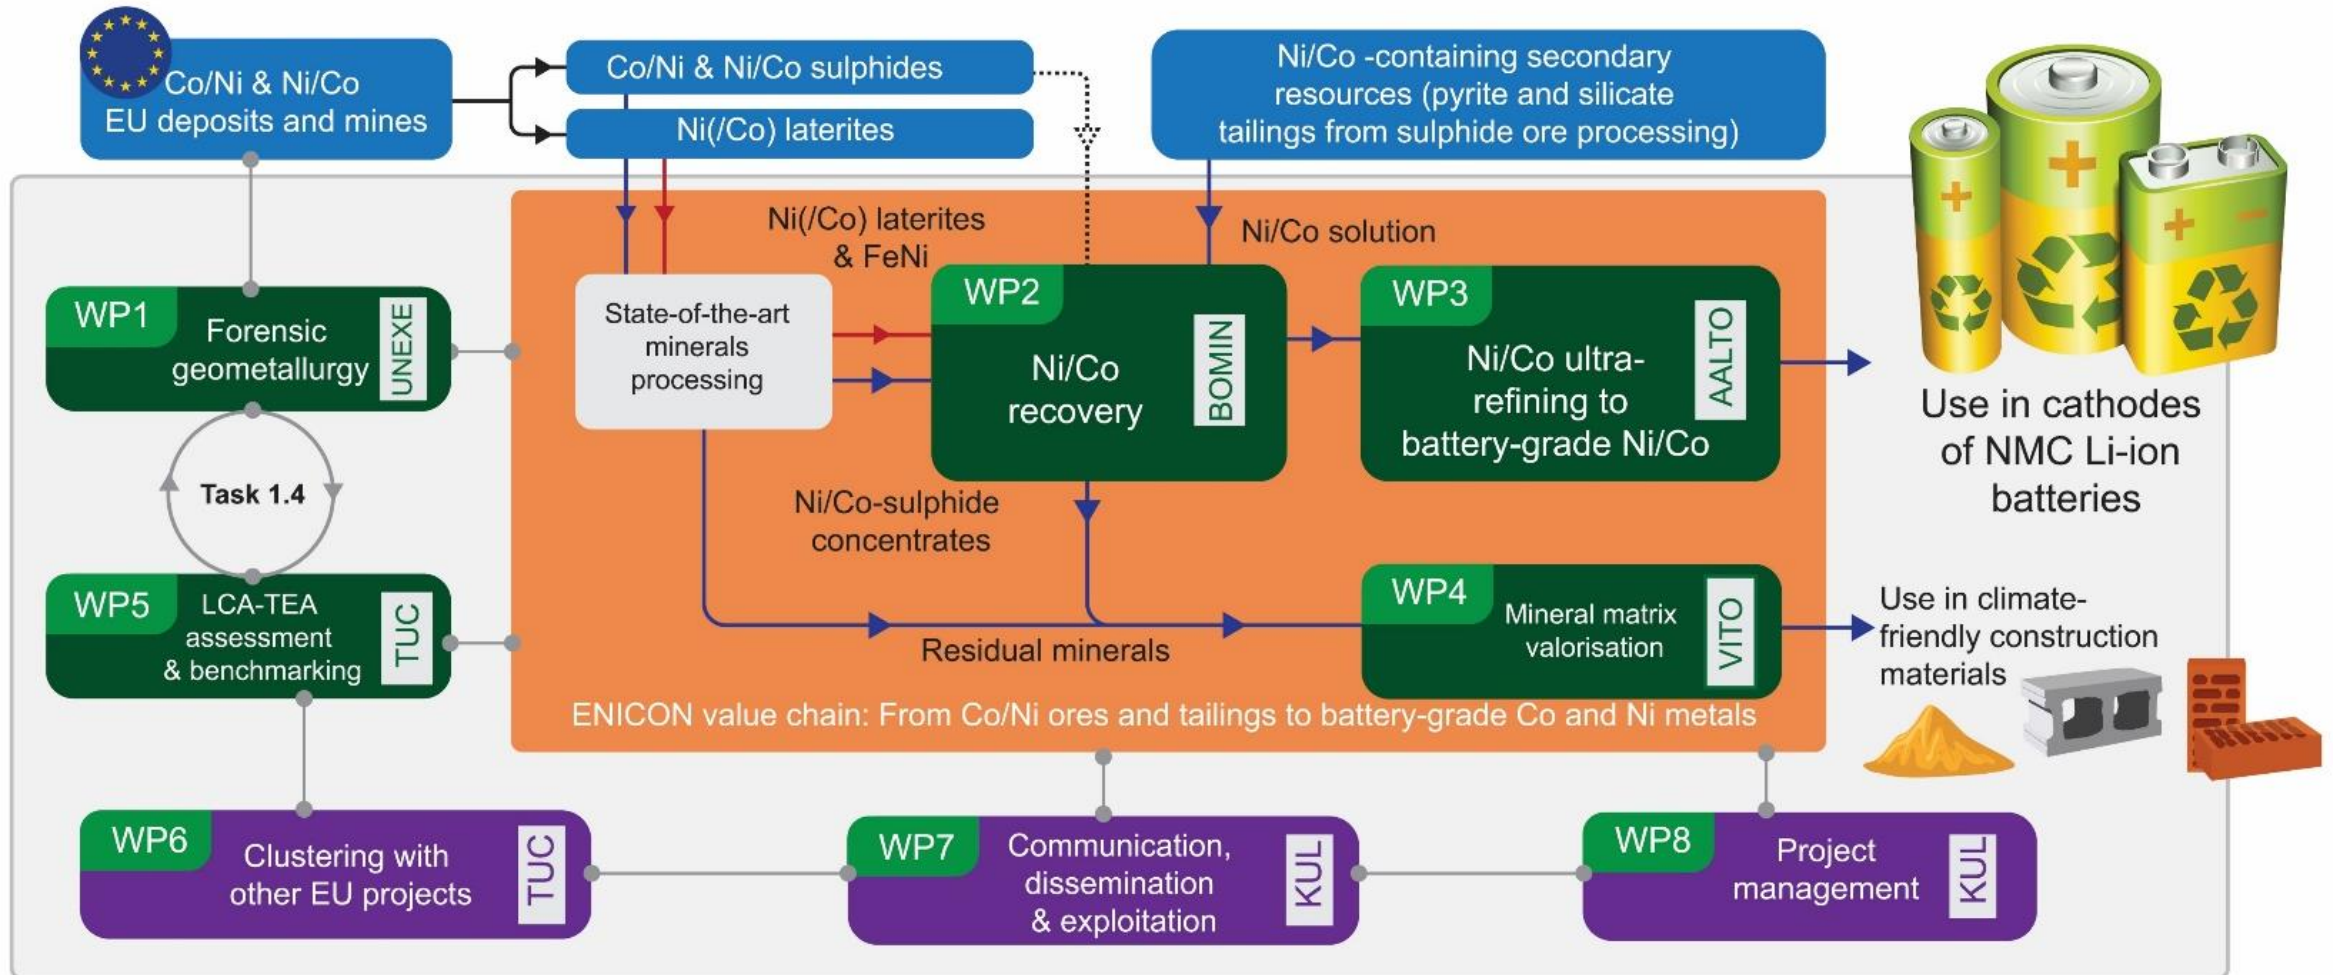 Co/Ni & Ni/Co
EU deposits and mines
Co/Ni & Ni/Co sulphides
Ni(/Co) laterites
Ni/Co -containing secondary
resources (pyrite and silicate
tailings from sulphide ore processing)
Ni(/Co) laterites
& FeNi
Ni/Co solution
WP1
Forensic
geometallurgy
UNEXE
State-of-the-art
minerals
processing
WP2
Ni/Co
recovery
BOMIN
WP3
Ni/Co ultra-
refining to
battery-grade Ni/Co
AALTO
Use in cathodes
of NMC Li-ion
batteries
Task 1.4
Ni/Co-sulphide
concentrates
WP5
LCA-TEA
assessment
& benchmarking
TUC
Residual minerals
WP4
Mineral matrix
valorisation
VITO
Use in climate-
friendly construction
materials
ENICON value chain: From Co/Ni ores and tailings to battery-grade Co and Ni metals
WP6
Clustering with
other EU projects
TUC
WP7
Communication,
dissemination
& exploitation
KUL
WP8
Project
management
KUL